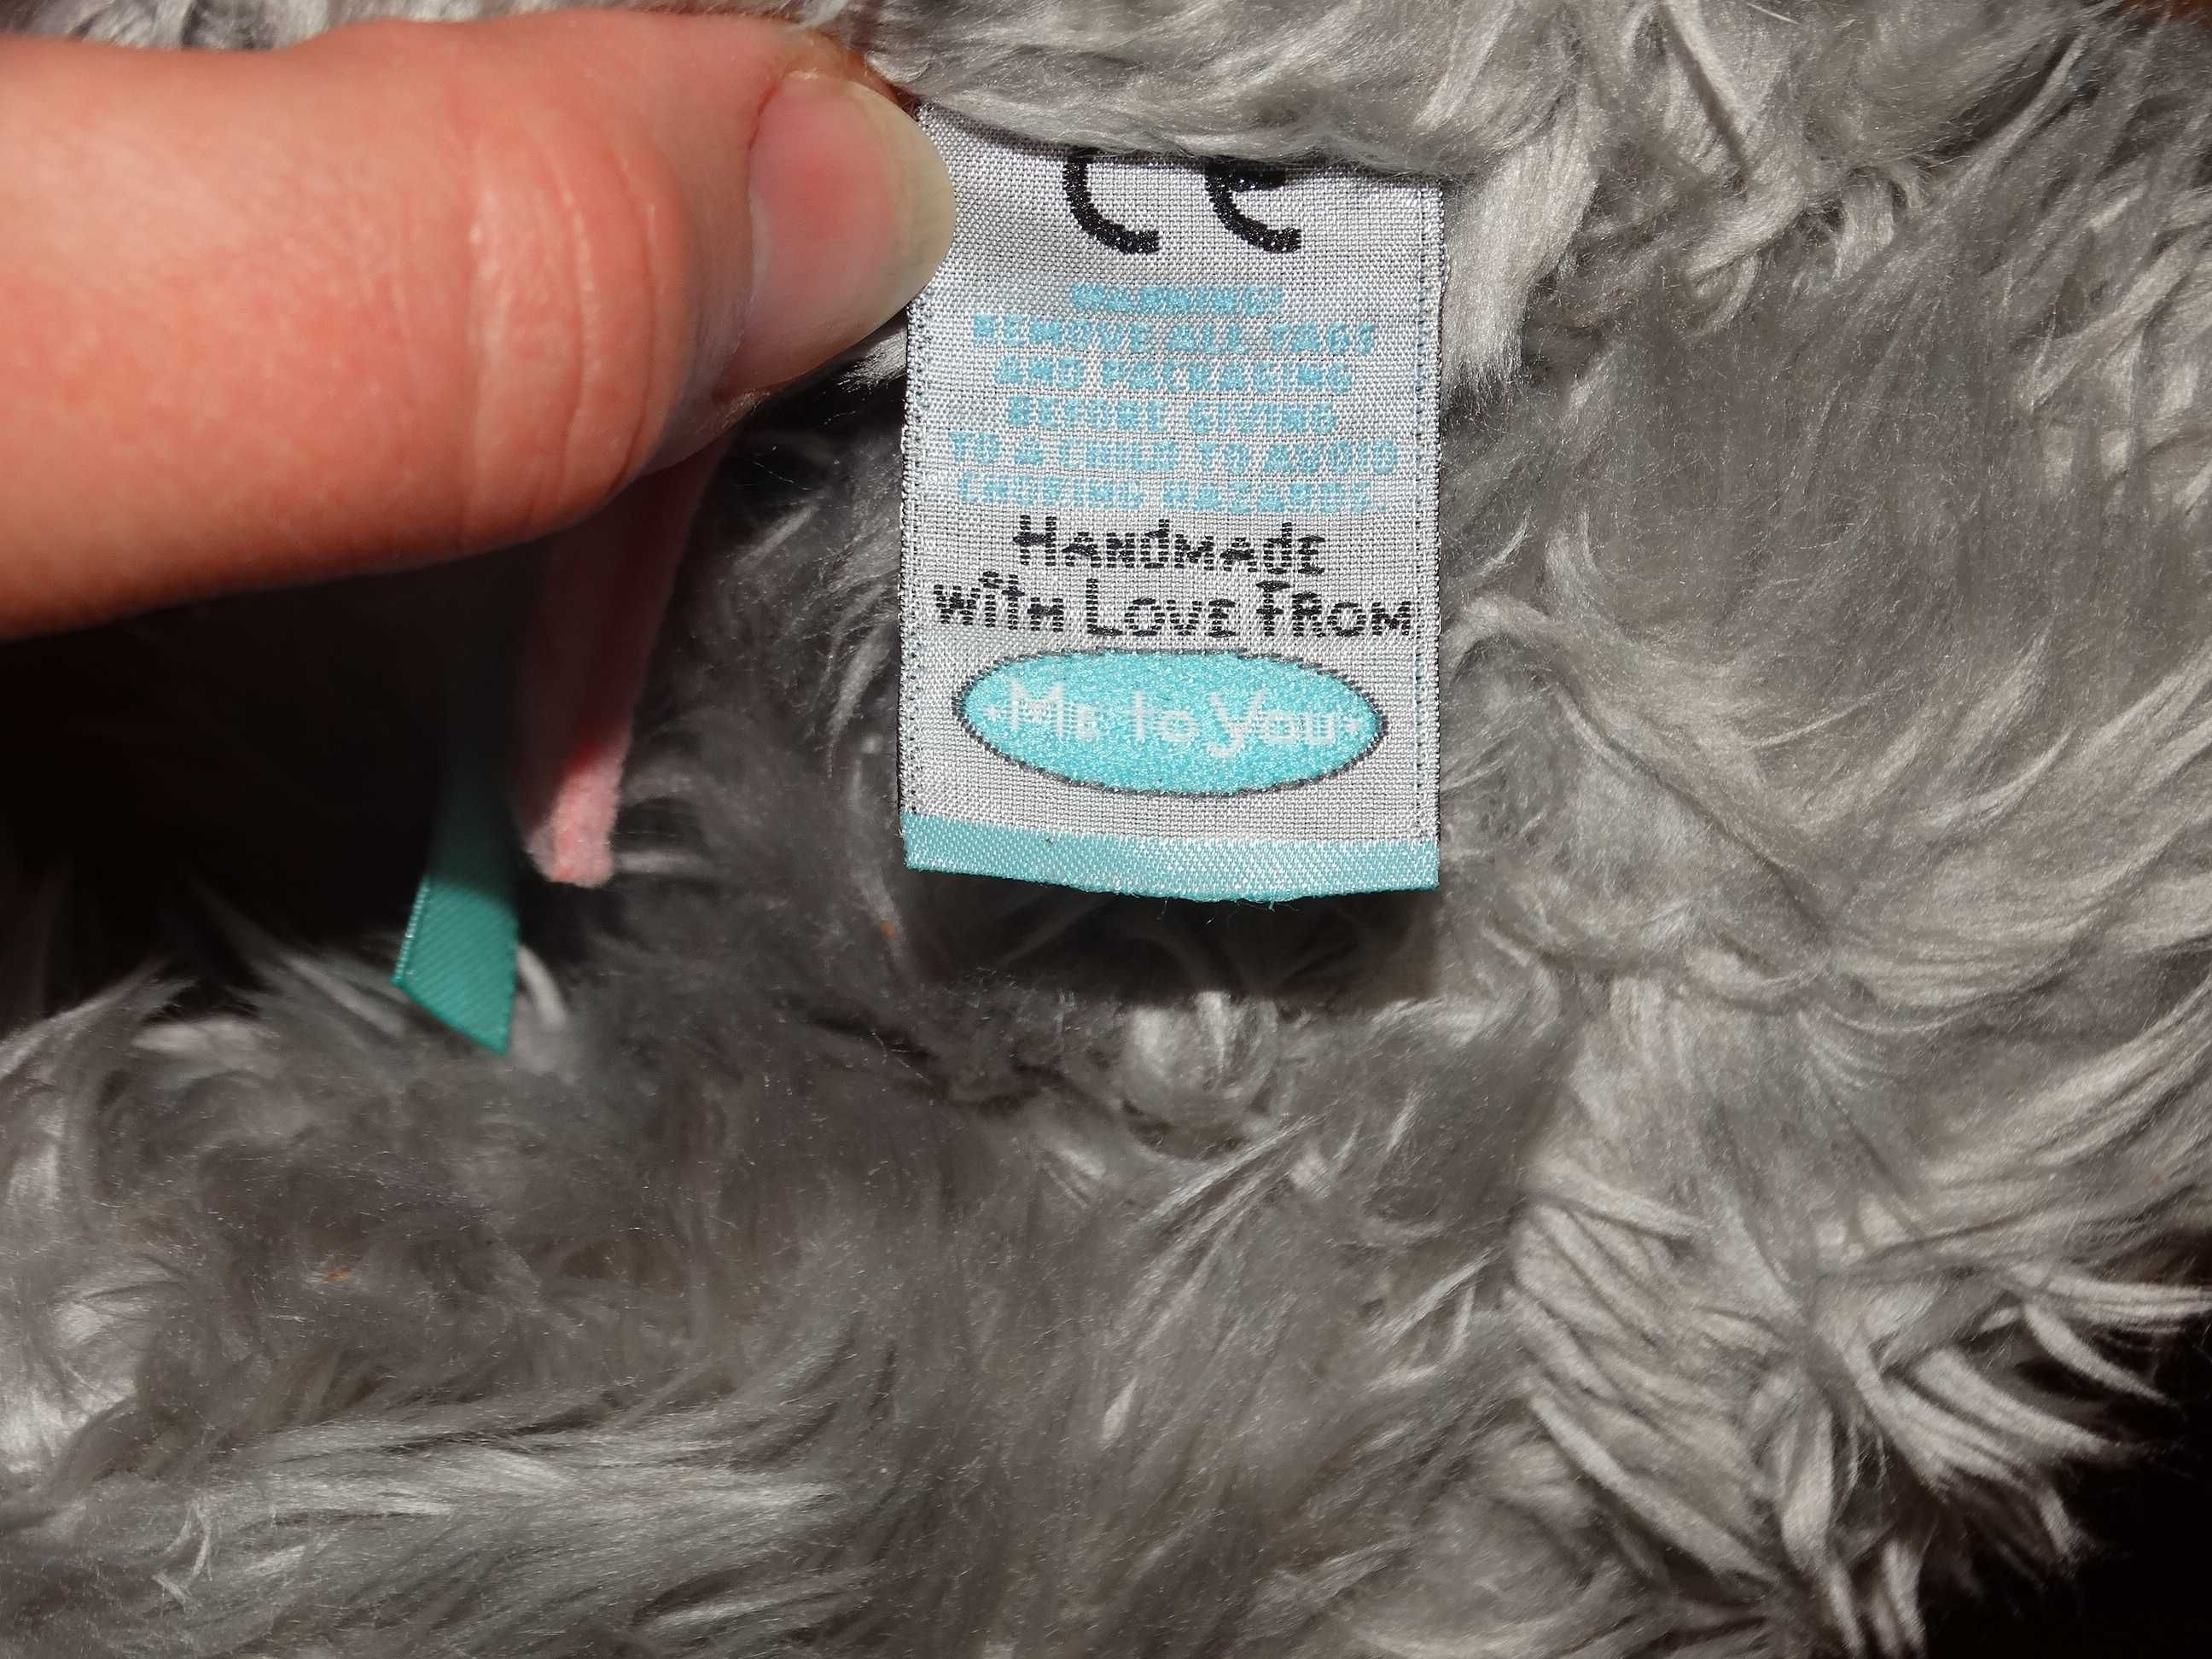 CE
WARNING!
REMOVE ALL TAGS
AND PACKAGING
BEFORE GIVING
TO A CHILD TO AVOID
CHOKING HAZARDS.
HANdMAdE
WiTH LOVE FROM
·ME to YOU·